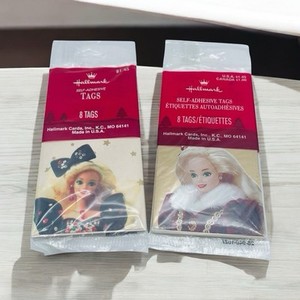 Hallmark
SELF-ADHESIVE
TAGS
8 TAGS
Hallmark Cards, Inc., K.C., MO 64141
Made in U.S.A.
Hallmark
SELF-ADHESIVE TAGS
ÉTIQUETTES AUTOADHÉSIVES
8 TAGS/ÉTIQUETTES
Hallmark Cards, Inc., K.C., MO 64141
Made in U.S.A.